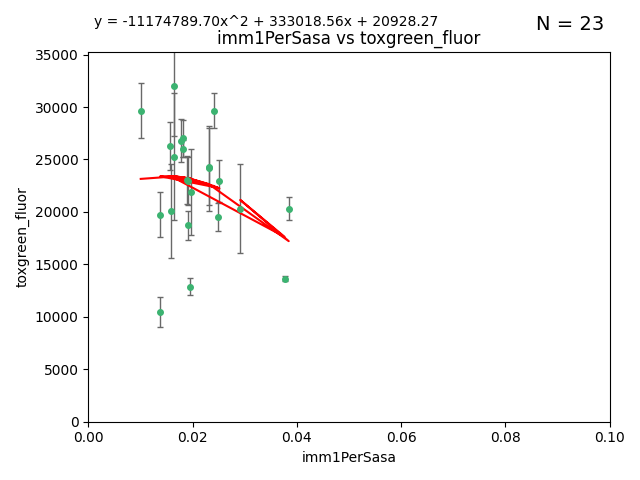 y = -11174789.70x^2 + 333018.56x + 20928.27
N = 23
imm1PerSasa vs toxgreen_fluor
35000
30000
25000
20000
15000
10000
5000
0
toxgreen_fluor
0.00 0.02 0.04 0.06 0.08 0.10
imm1PerSasa